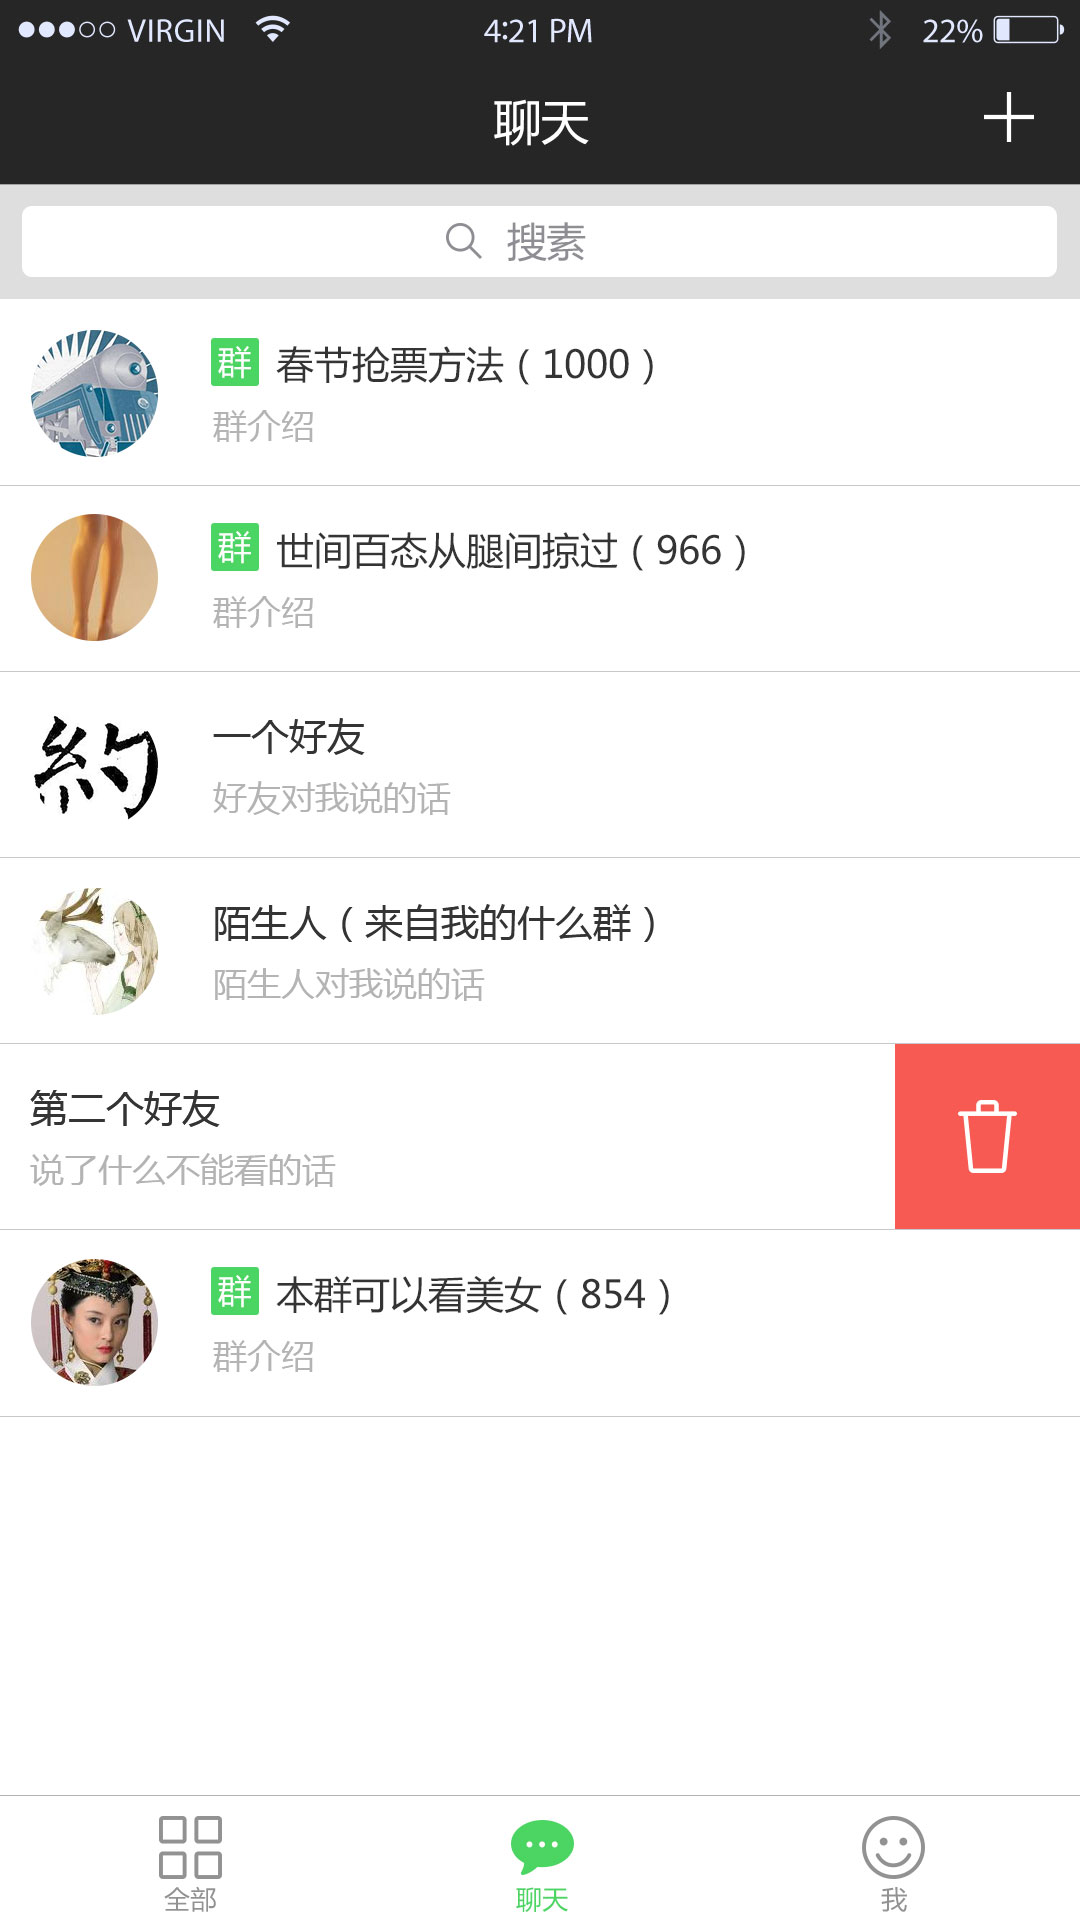 VIRGIN 4:21 PM 22%
聊天
搜素
群 春节抢票方法（1000）
群介绍
群 世间百态从腿间掠过（966）
群介绍
約
一个好友
好友对我说的话
陌生人（来自我的什么群）
陌生人对我说的话
第二个好友
说了什么不能看的话
群 本群可以看美女（854）
群介绍
全部 聊天 我